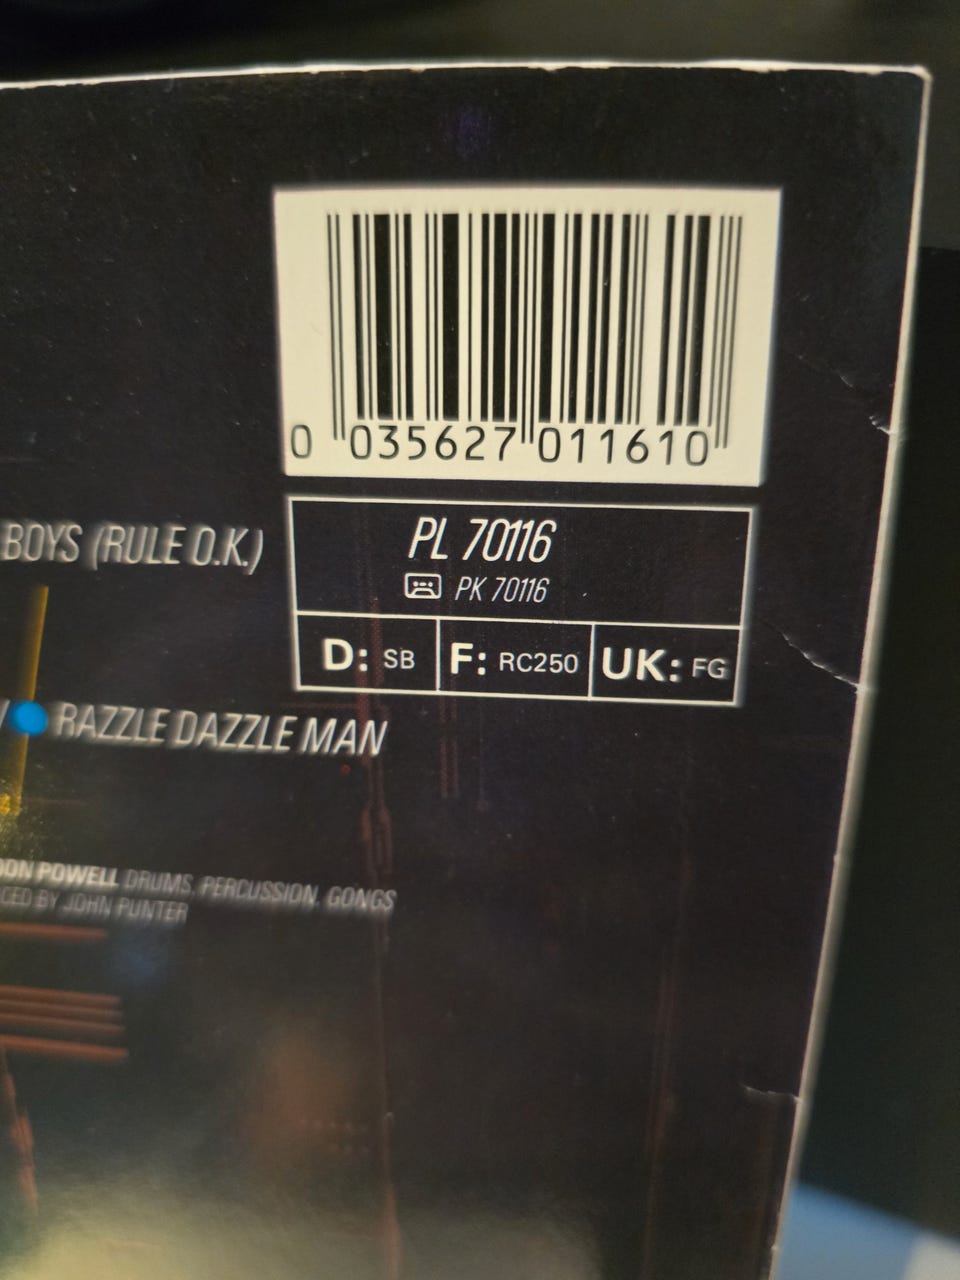 0 035627 011610
BOYS (RULE O.K.)
PL 70116
PK 70116
D: SB F: RC250 UK: FG
RAZZLE DAZZLE MAN
DON POWELL DRUMS, PERCUSSION, GONGS
CED BY JOHN PUNTER